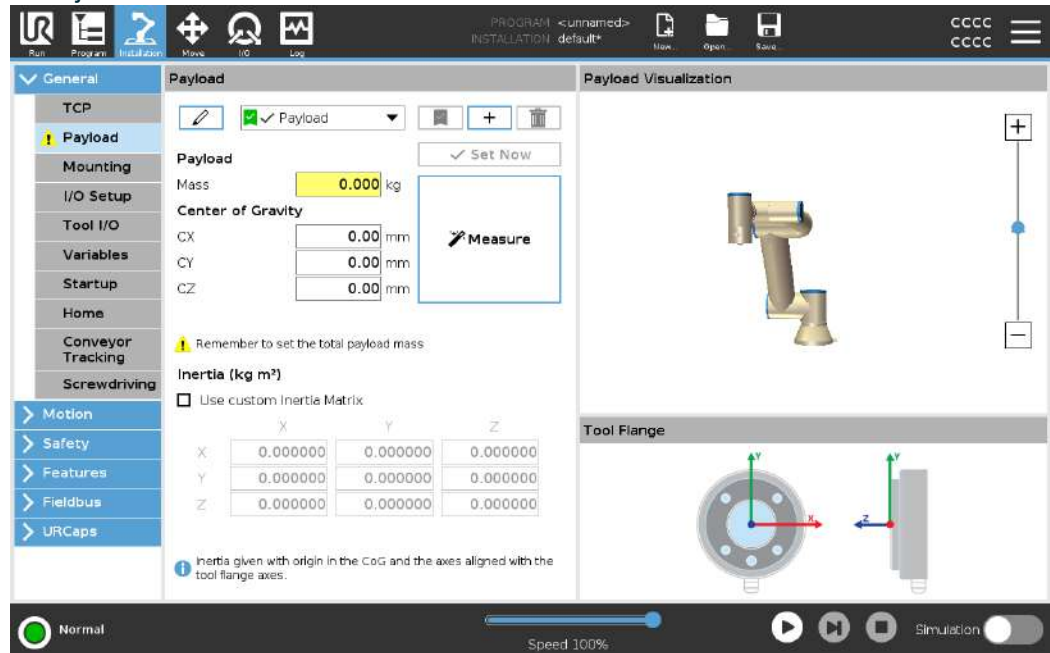 PROGRAM <unnamed>
INSTALLATION default*
CCCC
CCCC
Run Program Installation Move I/O Log New... Open... Save...
General
TCP
Payload
Mounting
I/O Setup
Tool I/O
Variables
Startup
Home
Conveyor
Tracking
Screwdriving
Motion
Safety
Features
Fieldbus
URCaps
Payload
Payload
Set Now
Payload
Mass 0.000 kg
Center of Gravity
CX 0.00 mm
CY 0.00 mm
CZ 0.00 mm
Measure
Remember to set the total payload mass
Inertia (kg m²)
Use custom Inertia Matrix
X Y Z
X 0.000000 0.000000 0.000000
Y 0.000000 0.000000 0.000000
Z 0.000000 0.000000 0.000000
Inertia given with origin in the CoG and the axes aligned with the
tool flange axes.
Payload Visualization
Tool Flange
Y Y
X Z
Normal
Speed 100%
Simulation